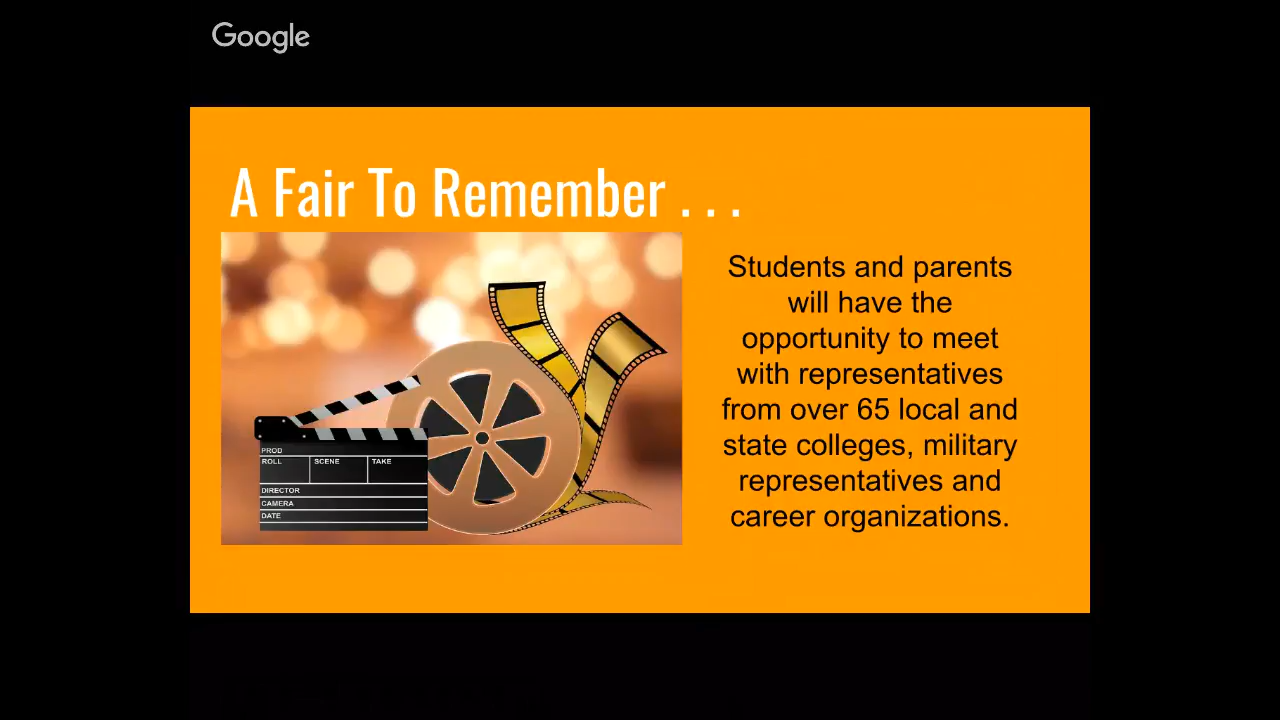 Google
A Fair To Remember . . .
Students and parents
will have the
opportunity to meet
with representatives
from over 65 local and
state colleges, military
representatives and
career organizations.
PROD
ROLL SCENE TAKE
DIRECTOR
CAMERA
DATE